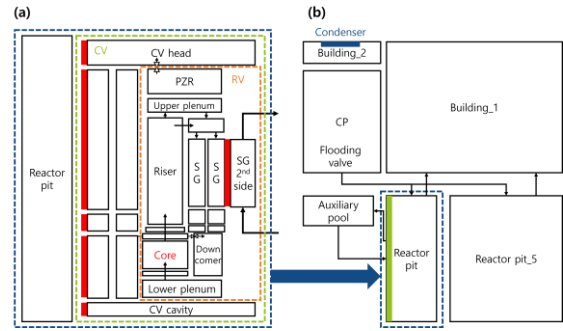 (a)
CV
CV head
RV
PZR
Upper plenum
Reactor
pit
Riser
S
G
S
G
SG
2nd
side
Core
Down
comer
Lower plenum
CV cavity
(b)
Condenser
Building_2
Building_1
CP
Flooding
valve
Auxiliary
pool
Reactor
pit
Reactor pit_5